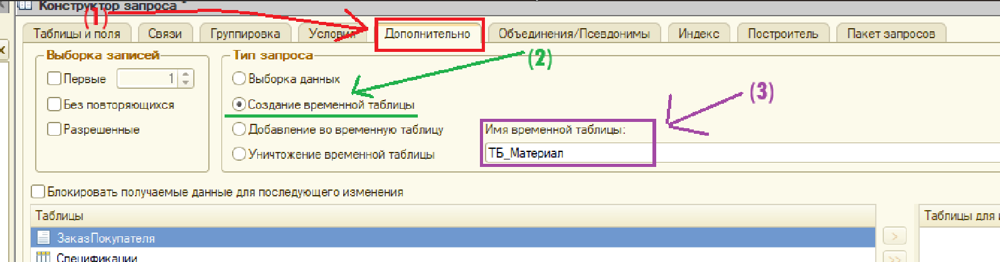 Конструктор запроса *
(1)
Таблицы и поля Связи Группировка Условия Дополнительно Объединения/Псевдонимы Индекс Построитель Пакет запросов
Выборка записей Тип запроса (2)
Первые 1 Выборка данных
(3)
Без повторяющихся Создание временной таблицы
Разрешенные Добавление во временную таблицу Имя временной таблицы:
Уничтожение временной таблицы ТБ_Материал
Блокировать получаемые данные для последующего изменения
Таблицы Таблицы для
ЗаказПокупателя >
Спецификации >>